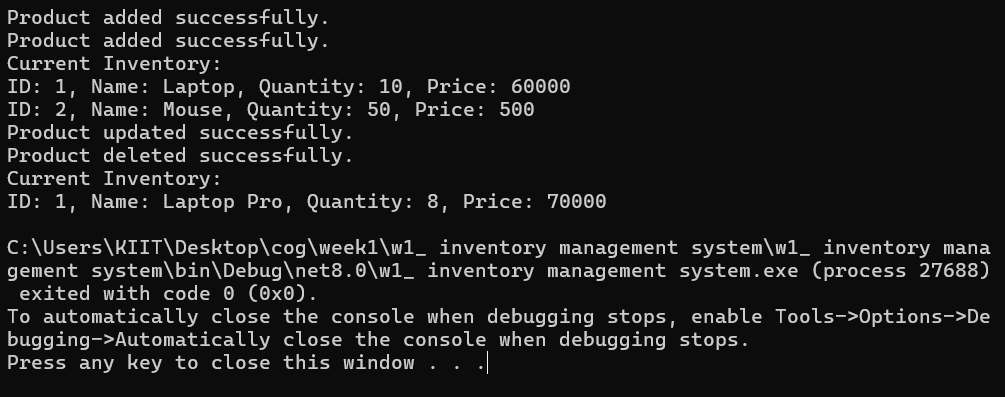 Product added successfully.
Product added successfully.
Current Inventory:
ID: 1, Name: Laptop, Quantity: 10, Price: 60000
ID: 2, Name: Mouse, Quantity: 50, Price: 500
Product updated successfully.
Product deleted successfully.
Current Inventory:
ID: 1, Name: Laptop Pro, Quantity: 8, Price: 70000
C:\Users\KIIT\Desktop\cog\week1\w1_ inventory management system\w1_ inventory mana
gement system\bin\Debug\net8.0\w1_ inventory management system.exe (process 27688)
 exited with code 0 (0x0).
To automatically close the console when debugging stops, enable Tools->Options->De
bugging->Automatically close the console when debugging stops.
Press any key to close this window . . .